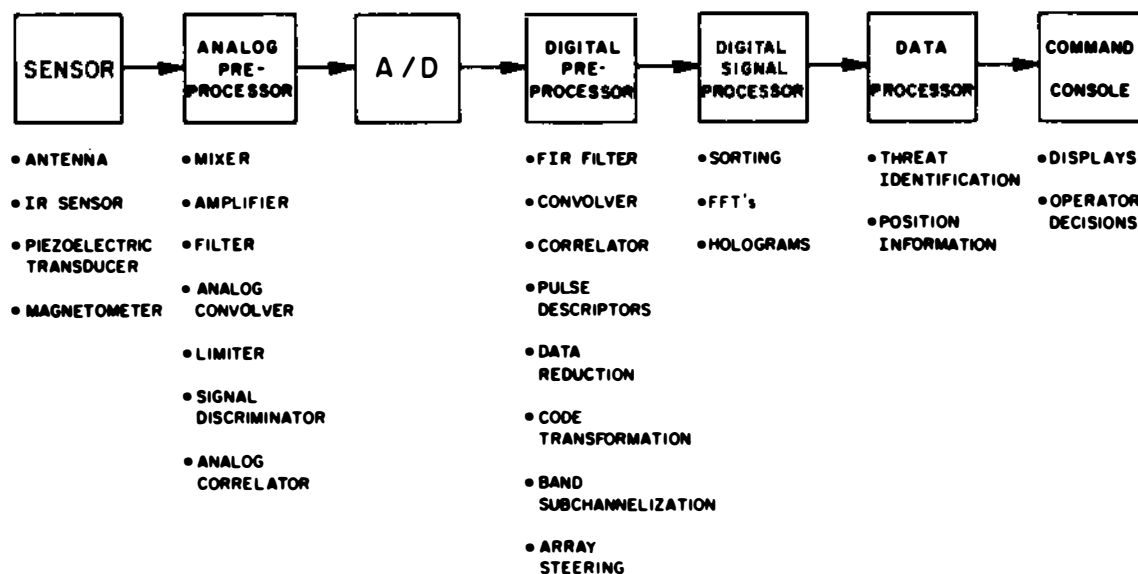 SENSOR
ANALOG
PRE-
PROCESSOR
A/D
DIGITAL
PRE-
PROCESSOR
DIGITAL
SIGNAL
PROCESSOR
DATA
PROCESSOR
COMMAND
CONSOLE
• ANTENNA
• IR SENSOR
• PIEZOELECTRIC
TRANSDUCER
• MAGNETOMETER
• MIXER
• AMPLIFIER
• FILTER
• ANALOG
CONVOLVER
• LIMITER
• SIGNAL
DISCRIMINATOR
• ANALOG
CORRELATOR
• FIR FILTER
• CONVOLVER
• CORRELATOR
• PULSE
DESCRIPTORS
• DATA
REDUCTION
• CODE
TRANSFORMATION
• BAND
SUBCHANNELIZATION
• ARRAY
STEERING
• SORTING
• FFT's
• HOLOGRAMS
• THREAT
IDENTIFICATION
• POSITION
INFORMATION
• DISPLAYS
• OPERATOR
DECISIONS